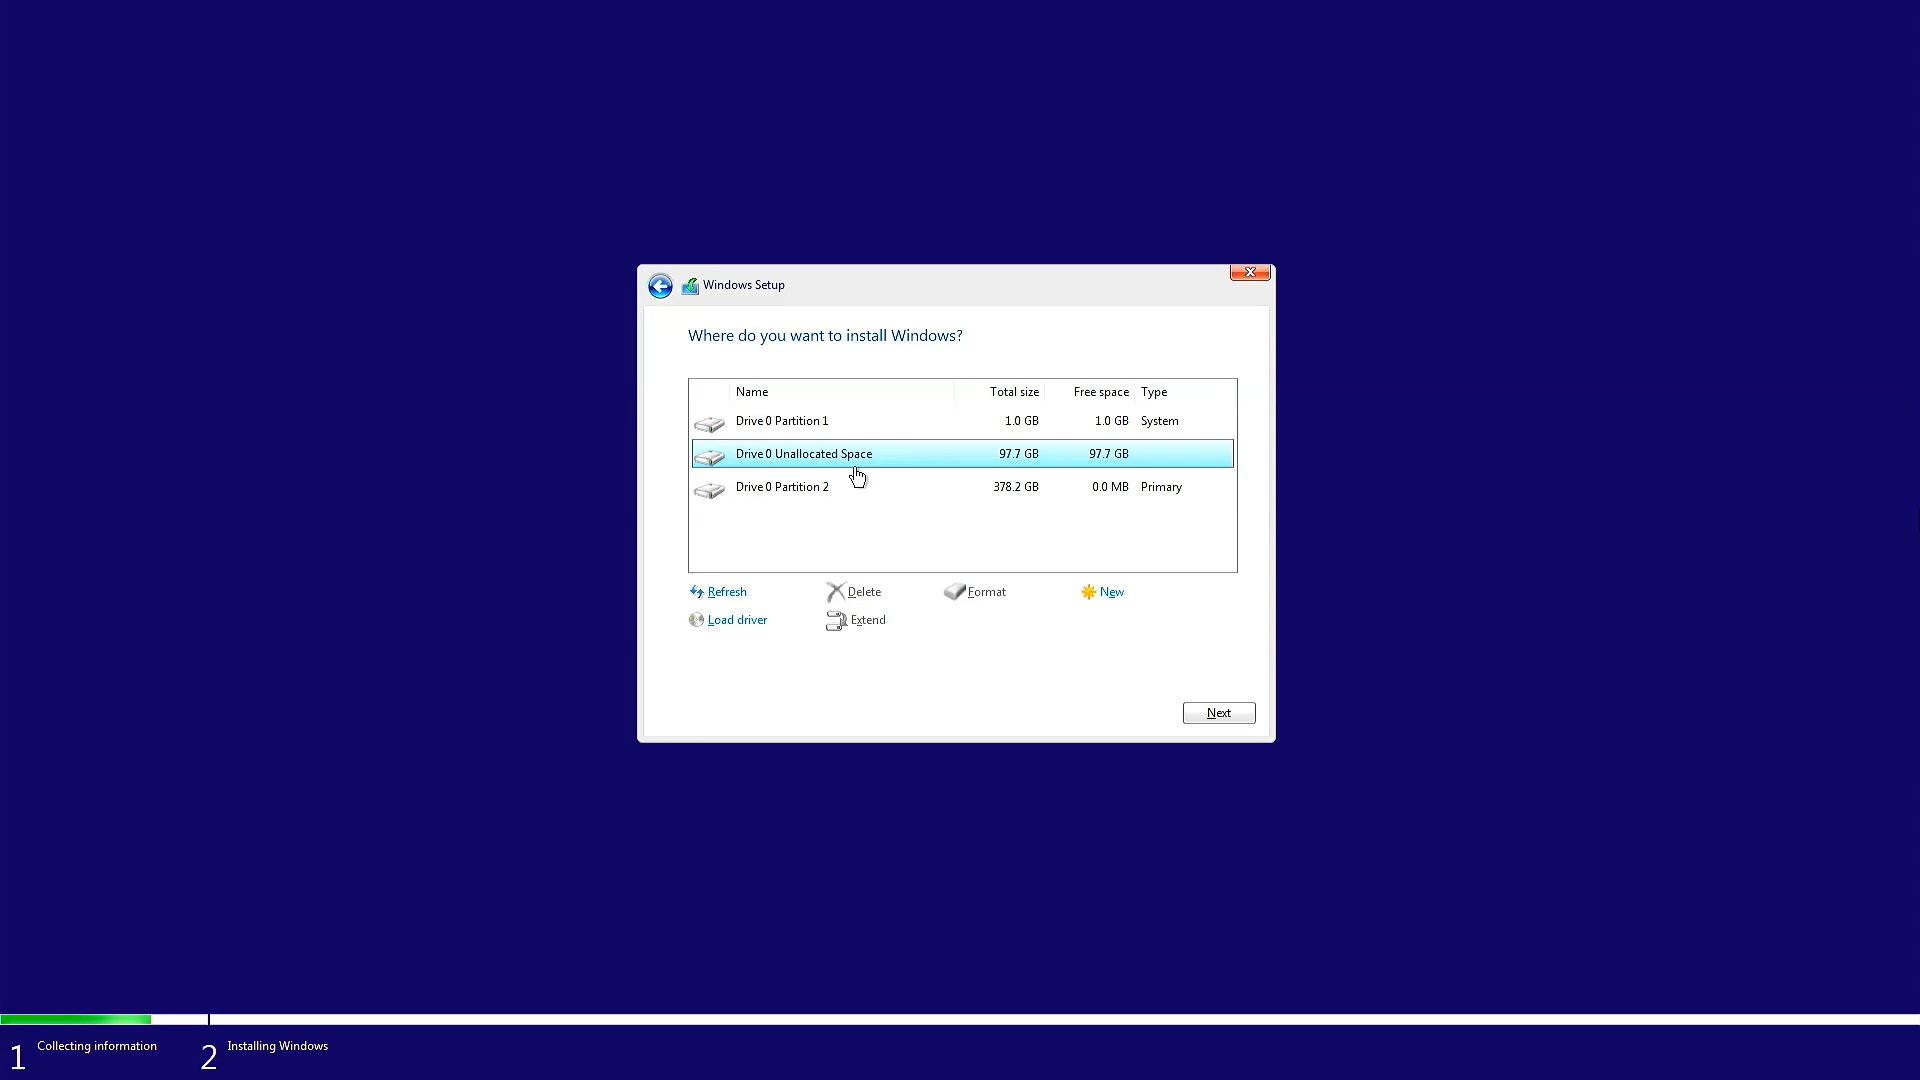 Windows Setup
Where do you want to install Windows?
Name Total size Free space Type
Drive 0 Partition 1 1.0 GB 1.0 GB System
Drive 0 Unallocated Space 97.7 GB 97.7 GB
Drive 0 Partition 2 378.2 GB 0.0 MB Primary
Refresh Delete Format New
Load driver Extend
Next
1 Collecting information 2 Installing Windows